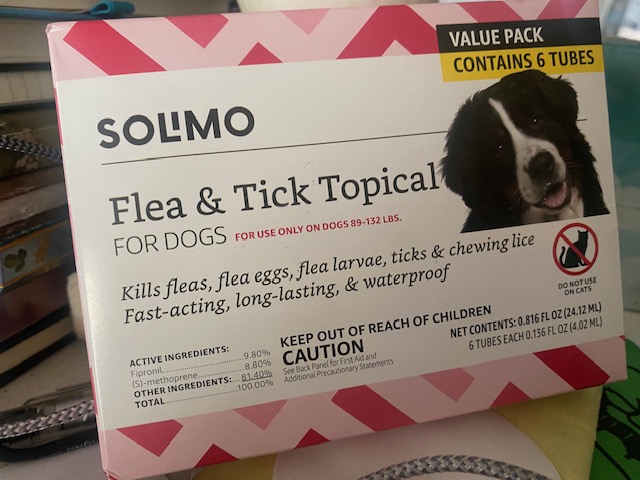 VALUE PACK
CONTAINS 6 TUBES
SOLIMO
Flea & Tick Topical
FOR DOGS FOR USE ONLY ON DOGS 89-132 LBS.
Kills fleas, flea eggs, flea larvae, ticks & chewing lice
Fast-acting, long-lasting, & waterproof
DO NOT USE
ON CATS
ACTIVE INGREDIENTS:
Fipronil..........9.80%
(S)-methoprene..........8.80%
OTHER INGREDIENTS:...81.40%
TOTAL..........100.00%
KEEP OUT OF REACH OF CHILDREN
CAUTION
See Back Panel for First Aid and
Additional Precautionary Statements
NET CONTENTS: 0.816 FL OZ (24.12 ML)
6 TUBES EACH 0.136 FL OZ (4.02 ML)